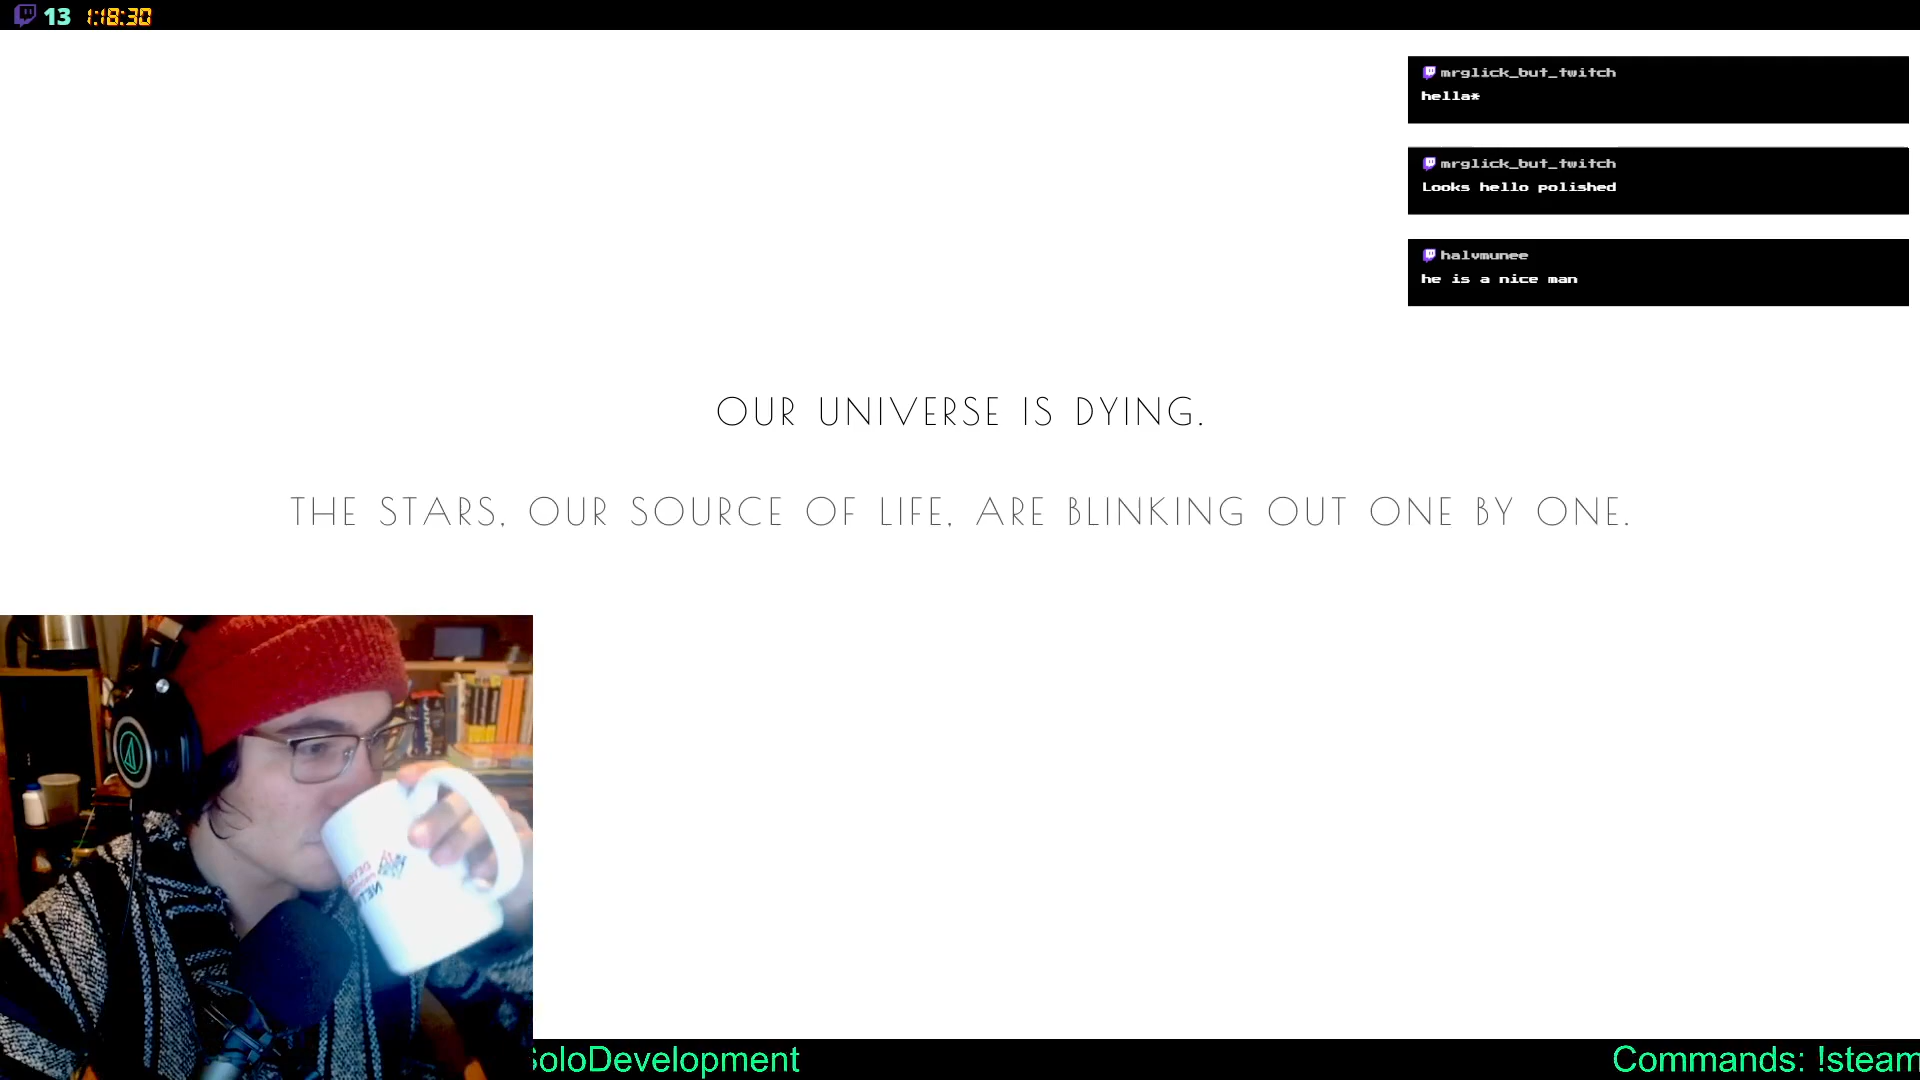 13 1:18:30
mrglick_but_twitch
hella*
mrglick_but_twitch
Looks hello polished
halvmunee
he is a nice man
OUR UNIVERSE IS DYING.
THE STARS, OUR SOURCE OF LIFE, ARE BLINKING OUT ONE BY ONE.
SoloDevelopment
Commands: !steam